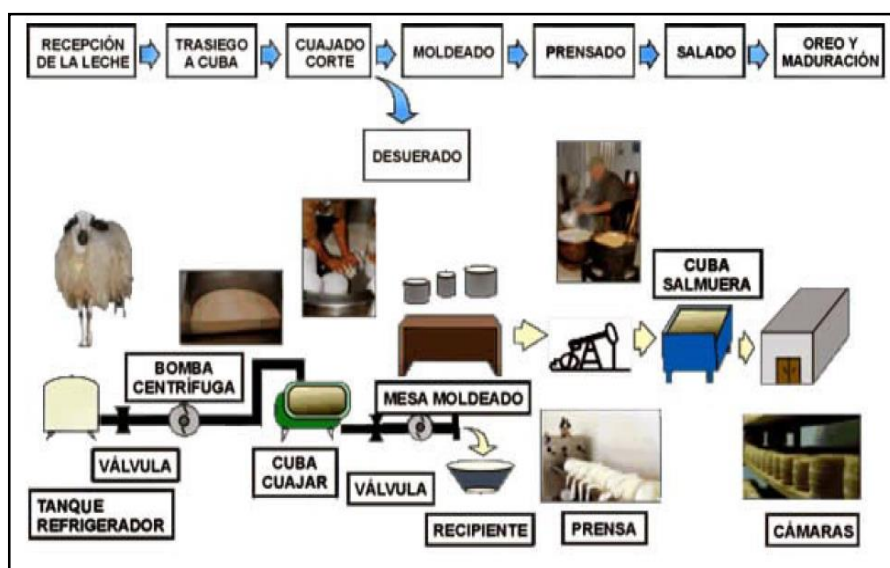 RECEPCIÓN
DE LA LECHE
TRASIEGO
A CUBA
CUAJADO
CORTE
MOLDEADO
PRENSADO
SALADO
OREO Y
MADURACIÓN
DESUERADO
CUBA
SALMUERA
BOMBA
CENTRÍFUGA
MESA MOLDEADO
VÁLVULA
CUBA
CUAJAR
VÁLVULA
TANQUE
REFRIGERADOR
RECIPIENTE
PRENSA
CÁMARAS